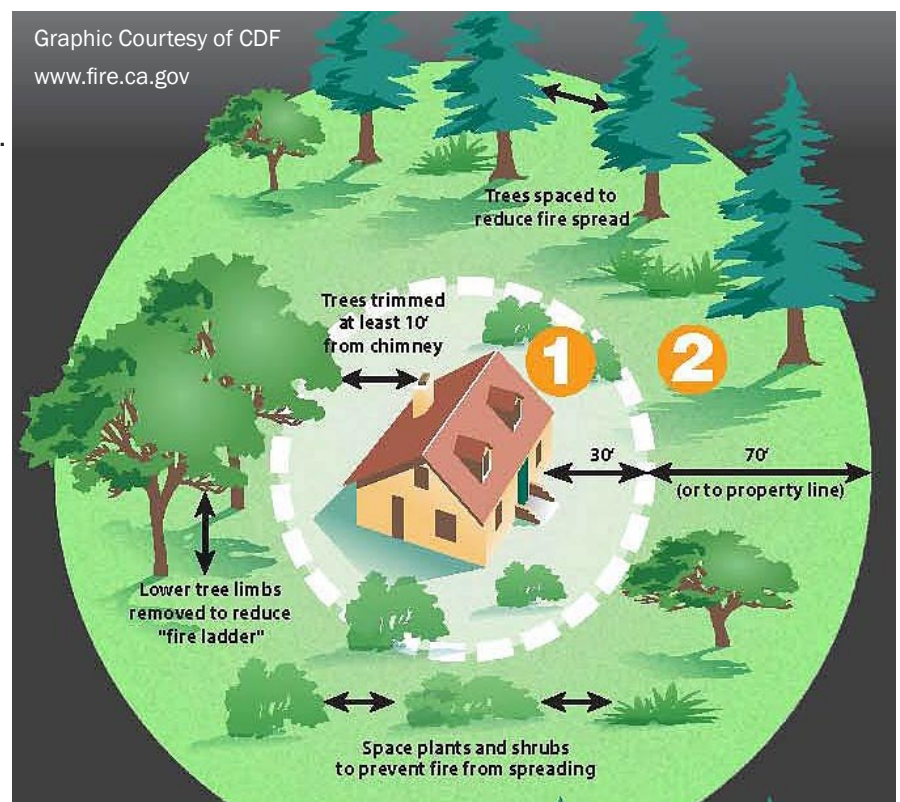 Graphic Courtesy of CDF
www.fire.ca.gov
.
Trees spaced to
reduce fire spread
Trees trimmed
at least 10'
from chimney
1
2
30'
70'
(or to property line)
Lower tree limbs
removed to reduce
"fire ladder"
Space plants and shrubs
to prevent fire from spreading